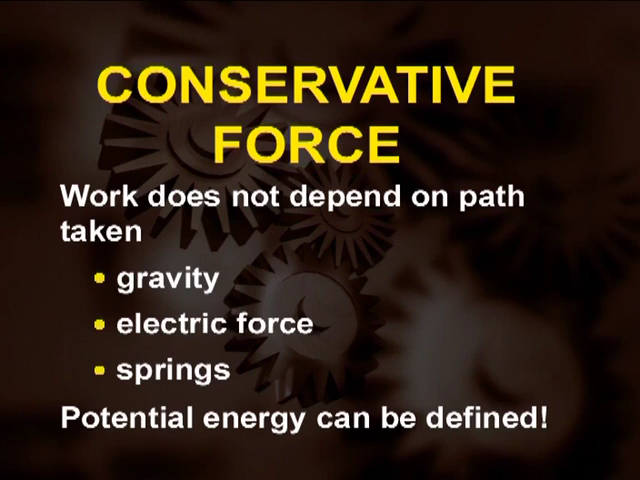 CONSERVATIVE
FORCE
Work does not depend on path
taken
• gravity
• electric force
• springs
Potential energy can be defined!